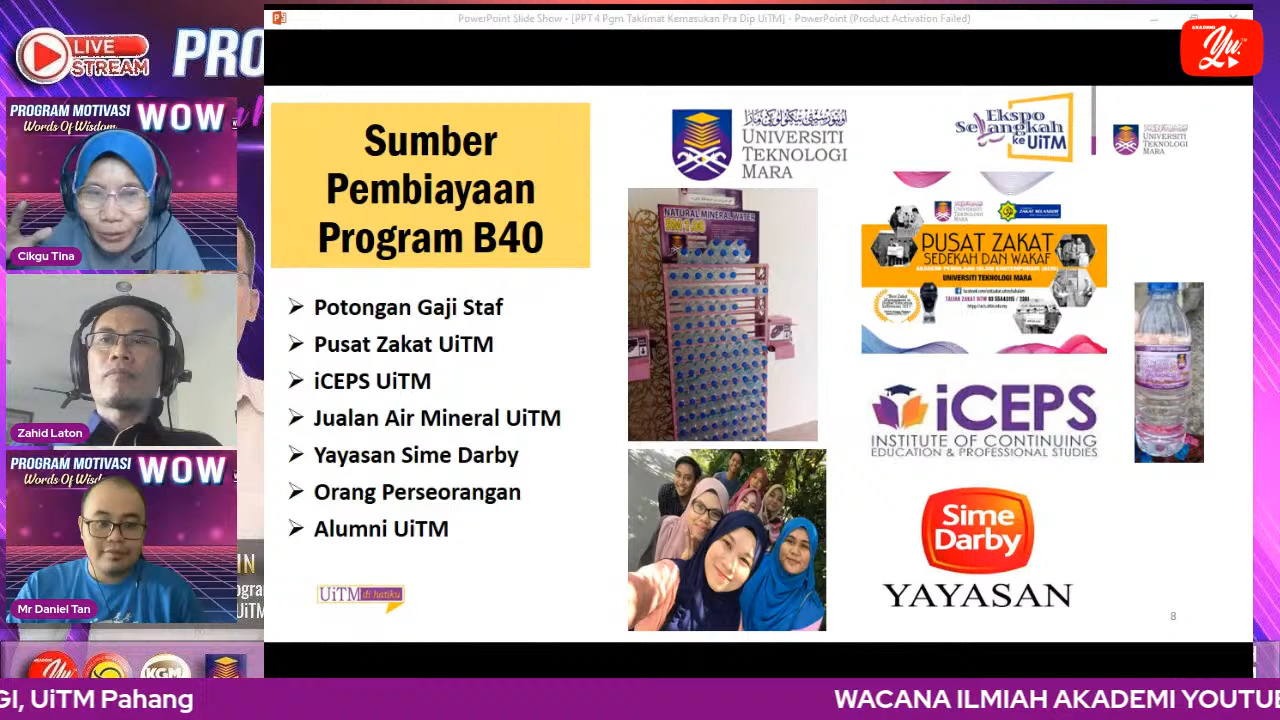 PowerPoint Slide Show - [PPT 4 Pgm Taklimat Kemasukan Pra Dip UiTM] - PowerPoint (Product Activation Failed)
LIVE
STREAM
PRO
PROGRAM MOTIVASI
Words Of Wisdom
WOW
Cikgu Tina
Zahid Laton
PROGRAM MOTIVASI
WOW
Mr Daniel Tan
AKADEMI
Sumber
Pembiayaan
Program B40
Potongan Gaji Staf
Pusat Zakat UiTM
iCEPS UiTM
Jualan Air Mineral UiTM
Yayasan Sime Darby
Orang Perseorangan
Alumni UiTM
UiTM di hatiku
UNIVERSITI
TEKNOLOGI
MARA
Ekspo
Selangkah
ke
UiTM
UNIVERSITI
TEKNOLOGI
MARA
NATURAL MINERAL WATER
PUSAT ZAKAT
SEDEKAH DAN WAKAF
UNIVERSITI TEKNOLOGI MARA
iCEPS
INSTITUTE OF CONTINUING
EDUCATION & PROFESSIONAL STUDIES
Sime
Darby
YAYASAN
8
KGM
GI, UiTM Pahang
WACANA ILMIAH AKADEMI YOUTUBE